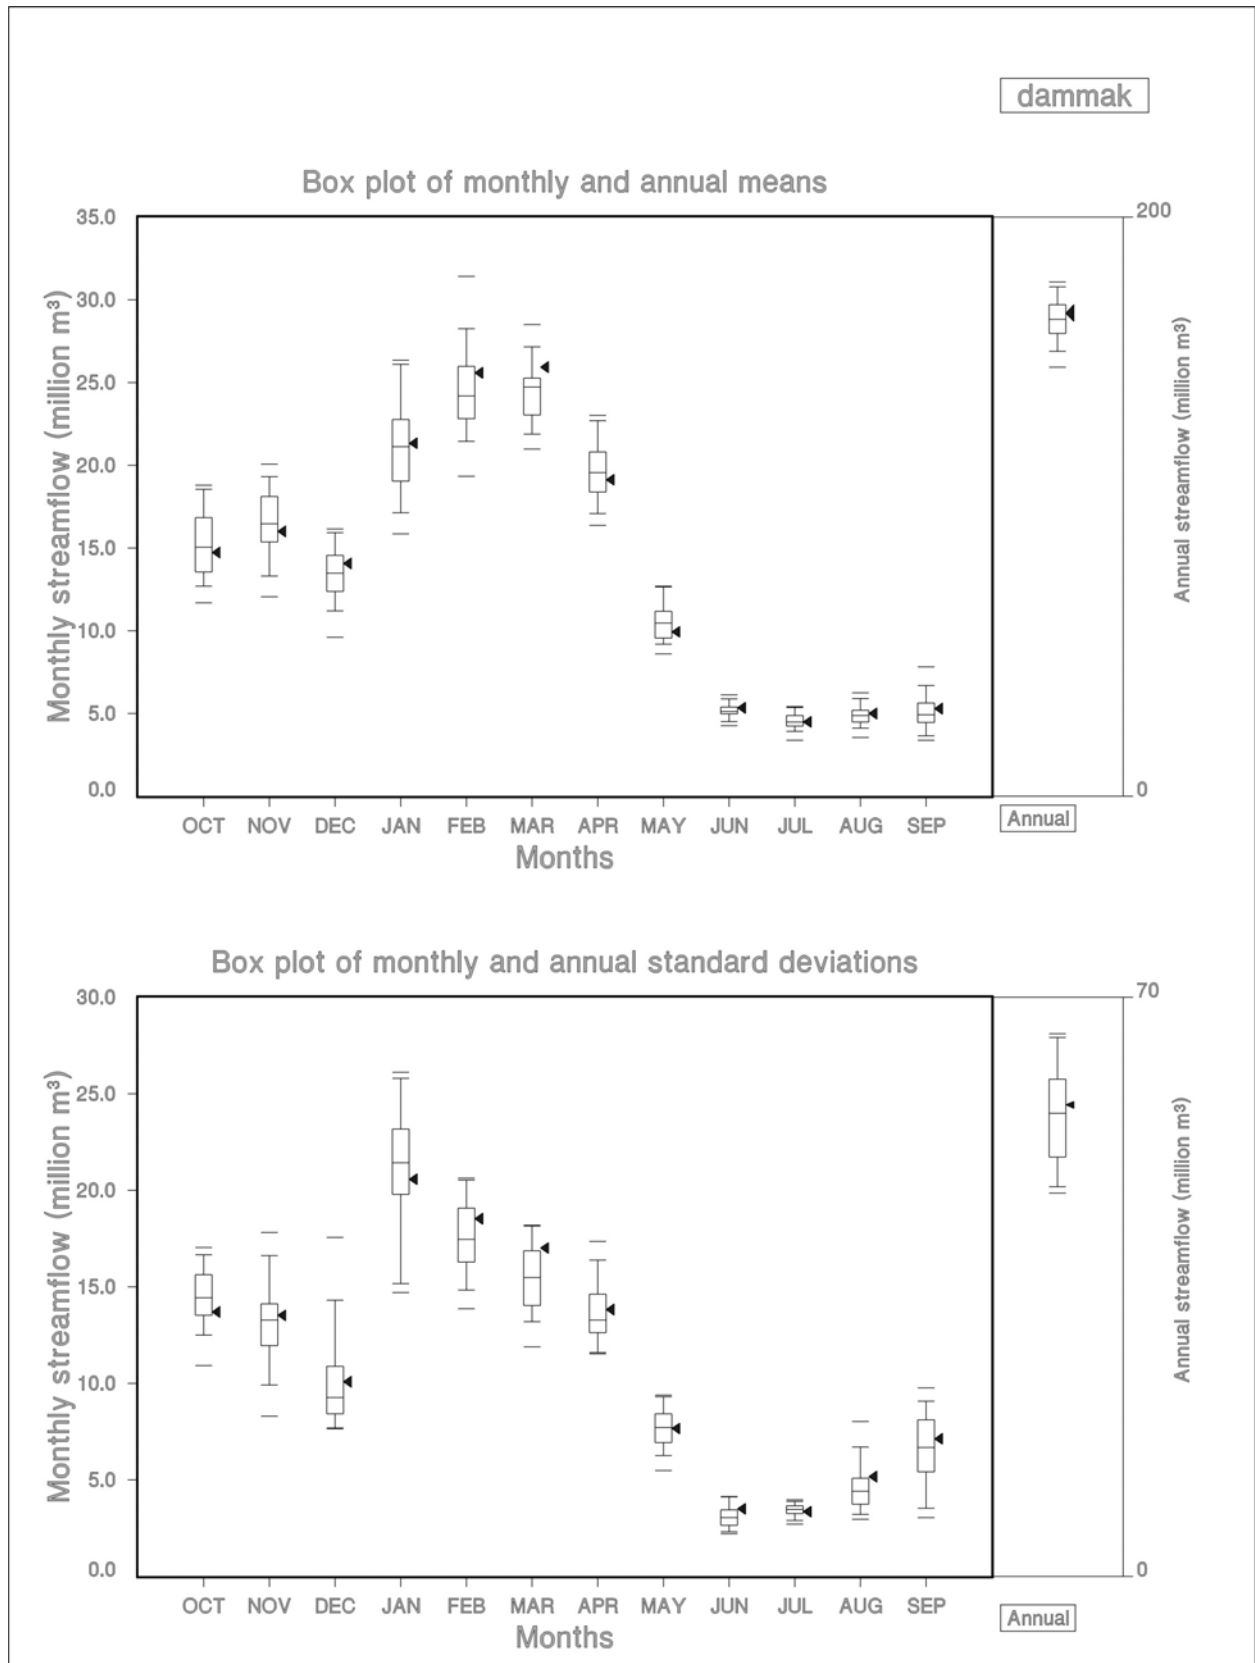 dammak
Box plot of monthly and annual means
35.0
30.0
25.0
20.0
15.0
10.0
5.0
0.0
Monthly streamflow (million m³)
200
0
Annual streamflow (million m³)
OCT NOV DEC JAN FEB MAR APR MAY JUN JUL AUG SEP
Annual
Months
Box plot of monthly and annual standard deviations
30.0
25.0
20.0
15.0
10.0
5.0
0.0
Monthly streamflow (million m³)
70
0
Annual streamflow (million m³)
OCT NOV DEC JAN FEB MAR APR MAY JUN JUL AUG SEP
Annual
Months